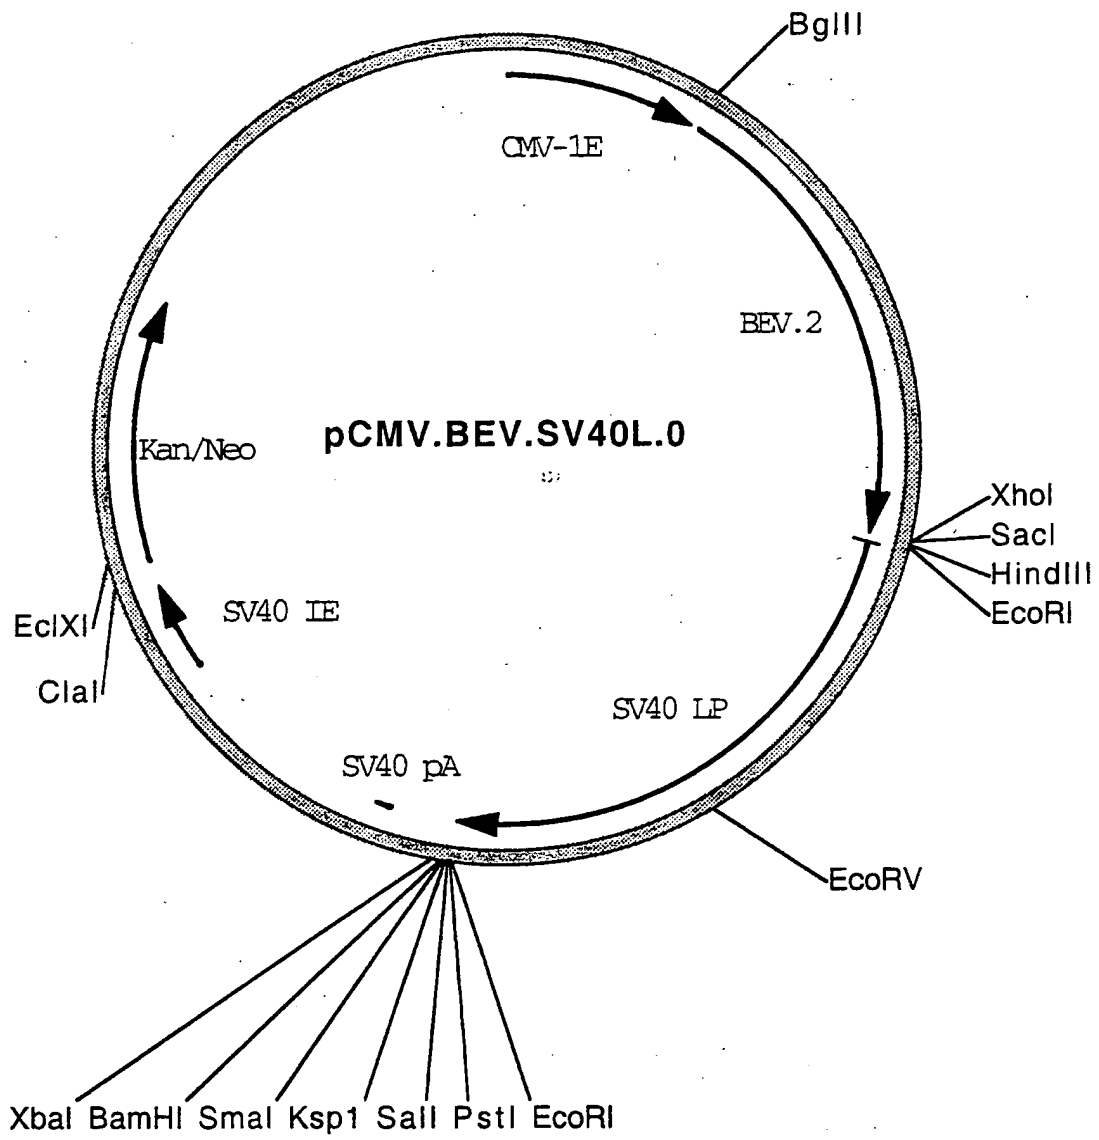 BglII
CMV-1E
BEV.2
pCMV.BEV.SV40L.0
Kan/Neo
XhoI
SacI
HindIII
EcoRI
SV40 IE
EclXI
ClaI
SV40 LP
SV40 pA
EcoRV
XbaI BamHI SmaI Ksp1 SalI PstI EcoRI